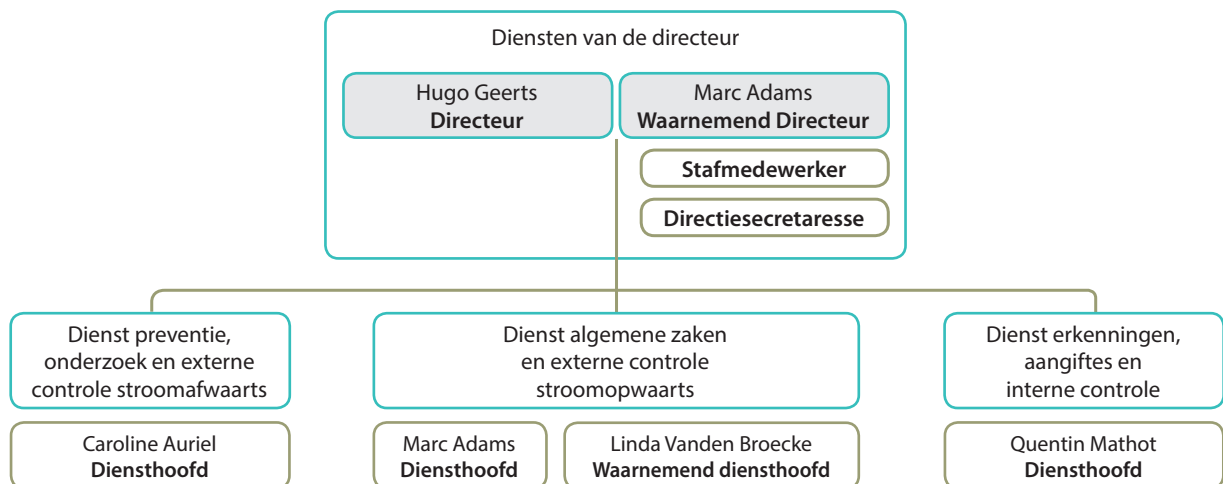 Diensten van de directeur
Hugo Geerts
Directeur
Marc Adams
Waarnemend Directeur
Stafmedewerker
Directiesecretaresse
Dienst preventie,
onderzoek en externe
controle stroomafwaarts
Dienst algemene zaken
en externe controle
stroomopwaarts
Dienst erkenningen,
aangiftes en
interne controle
Caroline Auriel
Diensthoofd
Marc Adams
Diensthoofd
Linda Vanden Broecke
Waarnemend diensthoofd
Quentin Mathot
Diensthoofd